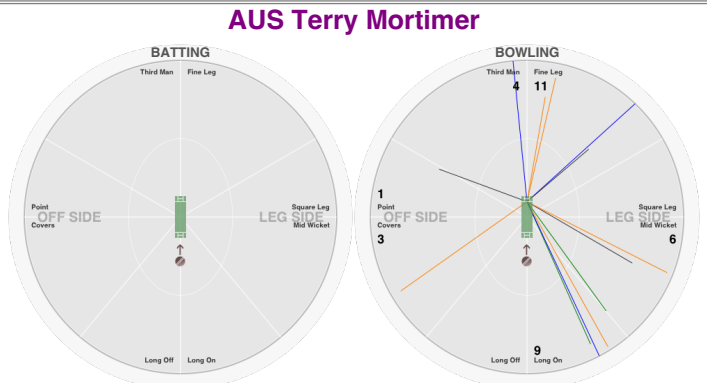 AUS Terry Mortimer
BATTING
Third Man
Fine Leg
Point
OFF SIDE
Covers
Square Leg
LEG SIDE
Mid Wicket
Long Off
Long On
BOWLING
Third Man
Fine Leg
4
11
1
Point
OFF SIDE
Covers
3
Square Leg
LEG SIDE
Mid Wicket
6
9
Long Off
Long On